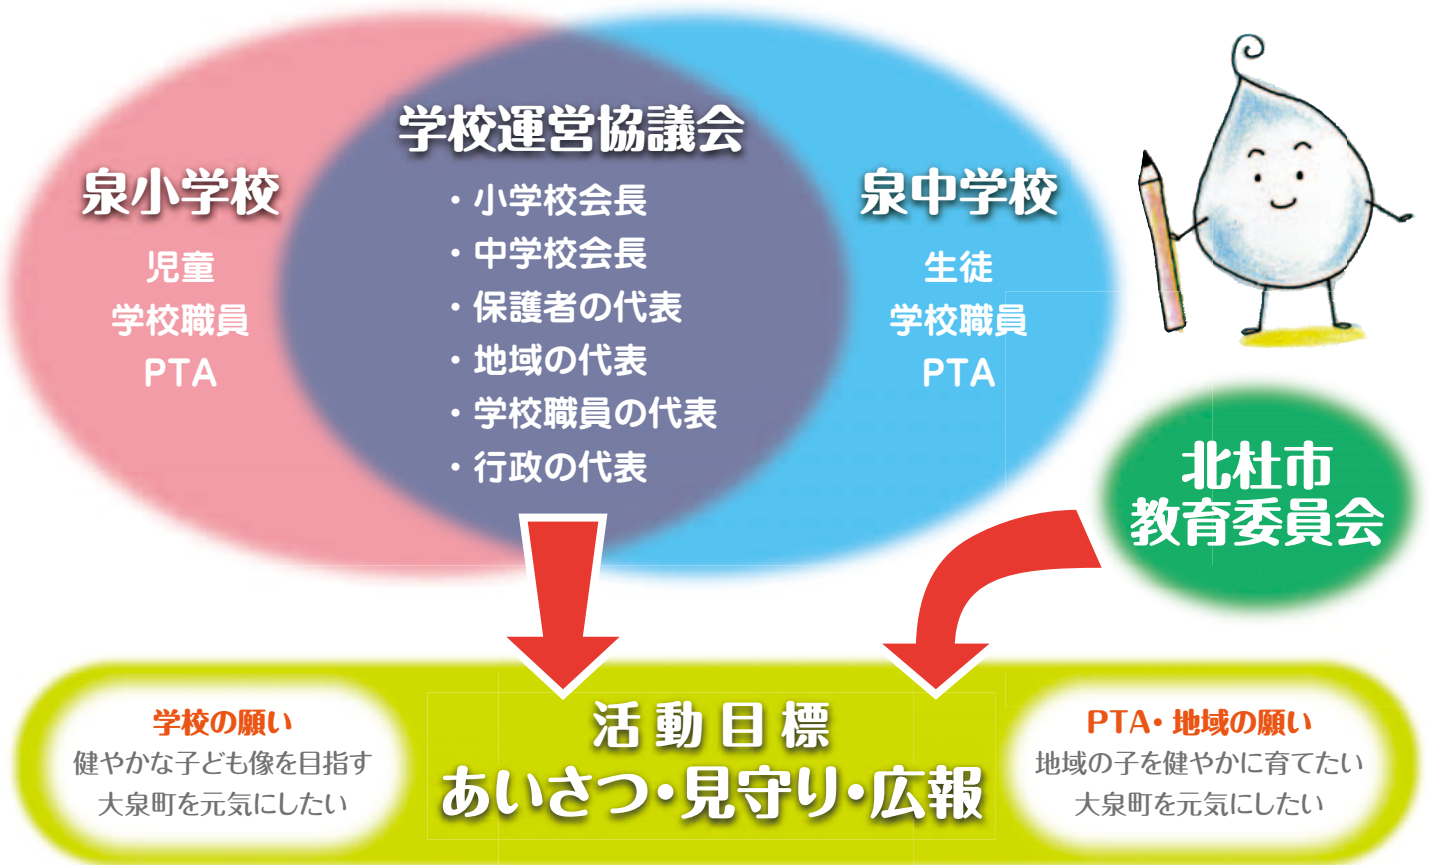 学校運営協議会
・小学校会長
・中学校会長
・保護者の代表
・地域の代表
・学校職員の代表
・行政の代表
泉小学校
児童
学校職員
PTA
泉中学校
生徒
学校職員
PTA
北杜市
教育委員会
学校の願い
健やかな子ども像を目指す
大泉町を元気にしたい
活動目標
あいさつ・見守り・広報
PTA・地域の願い
地域の子を健やかに育てたい
大泉町を元気にしたい